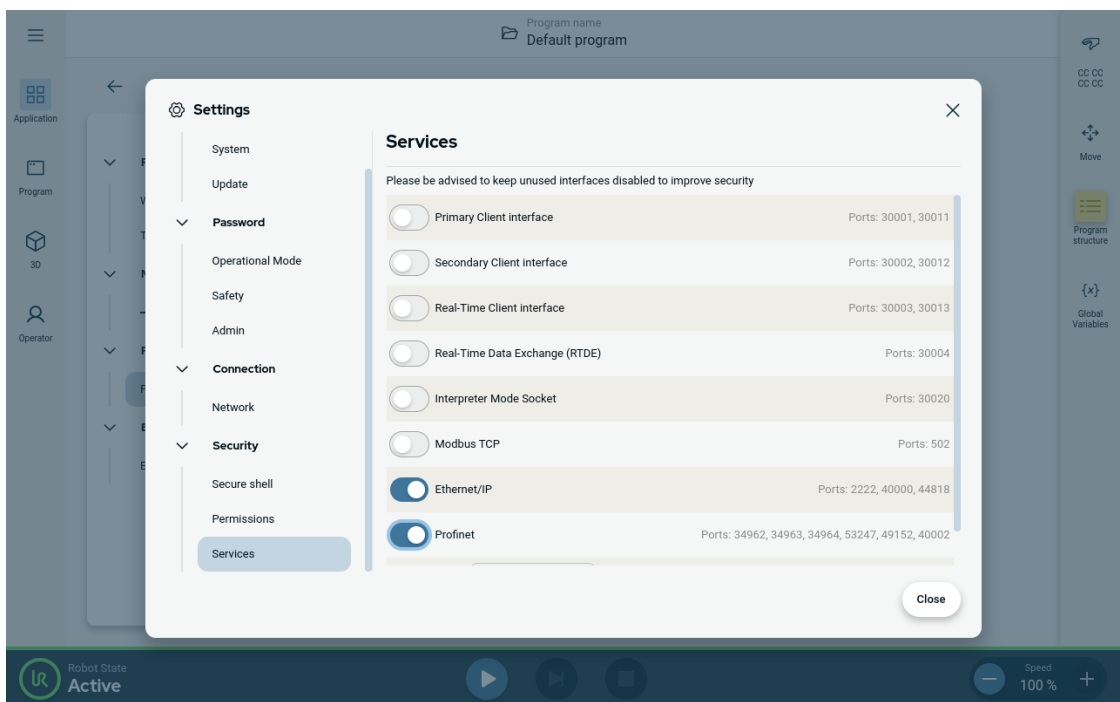 Program name
Default program
Application
Program
3D
Operator
Settings
System
Update
Password
Operational Mode
Safety
Admin
Connection
Network
Security
Secure shell
Permissions
Services
Services
Please be advised to keep unused interfaces disabled to improve security
Primary Client interface Ports: 30001, 30011
Secondary Client interface Ports: 30002, 30012
Real-Time Client interface Ports: 30003, 30013
Real-Time Data Exchange (RTDE) Ports: 30004
Interpreter Mode Socket Ports: 30020
Modbus TCP Ports: 502
Ethernet/IP Ports: 2222, 40000, 44818
Profinet Ports: 34962, 34963, 34964, 53247, 49152, 40002
Close
CC CC
CC CC
Move
Program
structure
{x}
Global
Variables
Robot State
Active
Speed
100 %